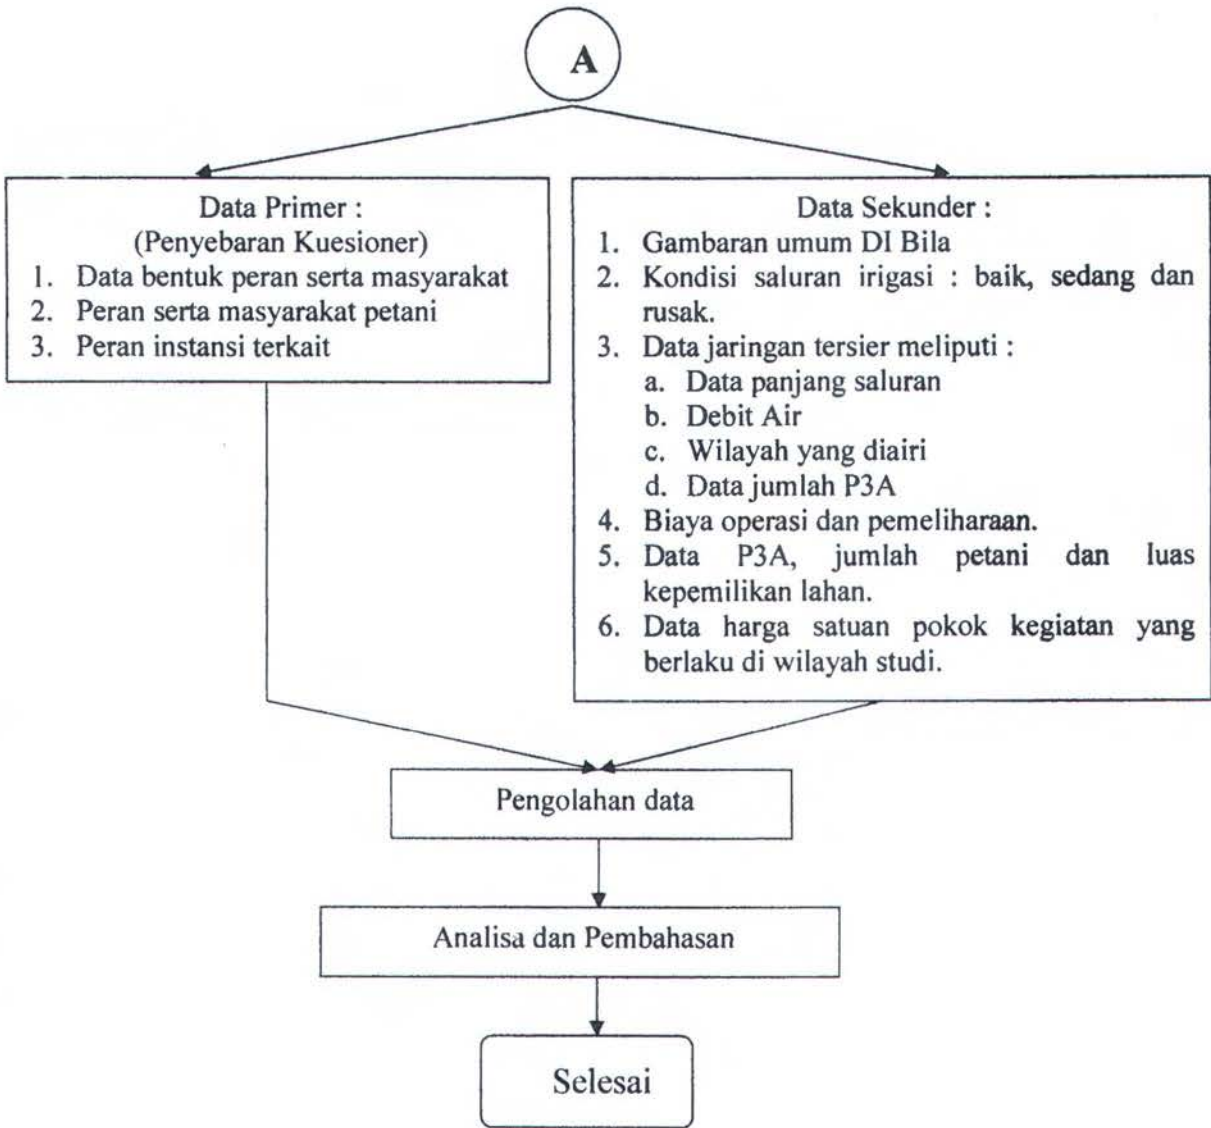 A
Data Primer :
(Penyebaran Kuesioner)
1. Data bentuk peran serta masyarakat
2. Peran serta masyarakat petani
3. Peran instansi terkait
Data Sekunder :
1. Gambaran umum DI Bila
2. Kondisi saluran irigasi : baik, sedang dan
rusak.
3. Data jaringan tersier meliputi :
a. Data panjang saluran
b. Debit Air
c. Wilayah yang diairi
d. Data jumlah P3A
4. Biaya operasi dan pemeliharaan.
5. Data P3A, jumlah petani dan luas
kepemilikan lahan.
6. Data harga satuan pokok kegiatan yang
berlaku di wilayah studi.
Pengolahan data
Analisa dan Pembahasan
Selesai